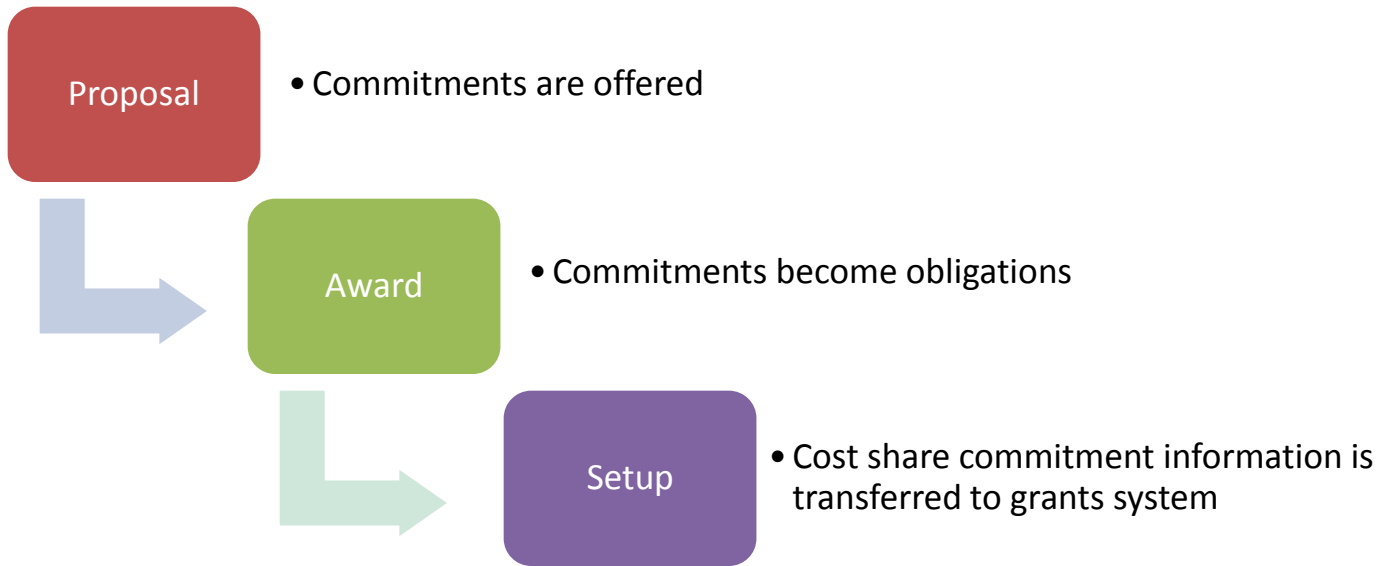 Proposal
• Commitments are offered
Award
• Commitments become obligations
Setup
• Cost share commitment information is
transferred to grants system